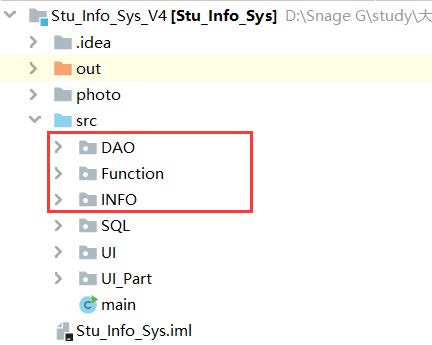 Stu_Info_Sys_V4 [Stu_Info_Sys] D:\Snage G\study\大
.idea
out
photo
src
DAO
Function
INFO
SQL
UI
UI_Part
main
Stu_Info_Sys.iml